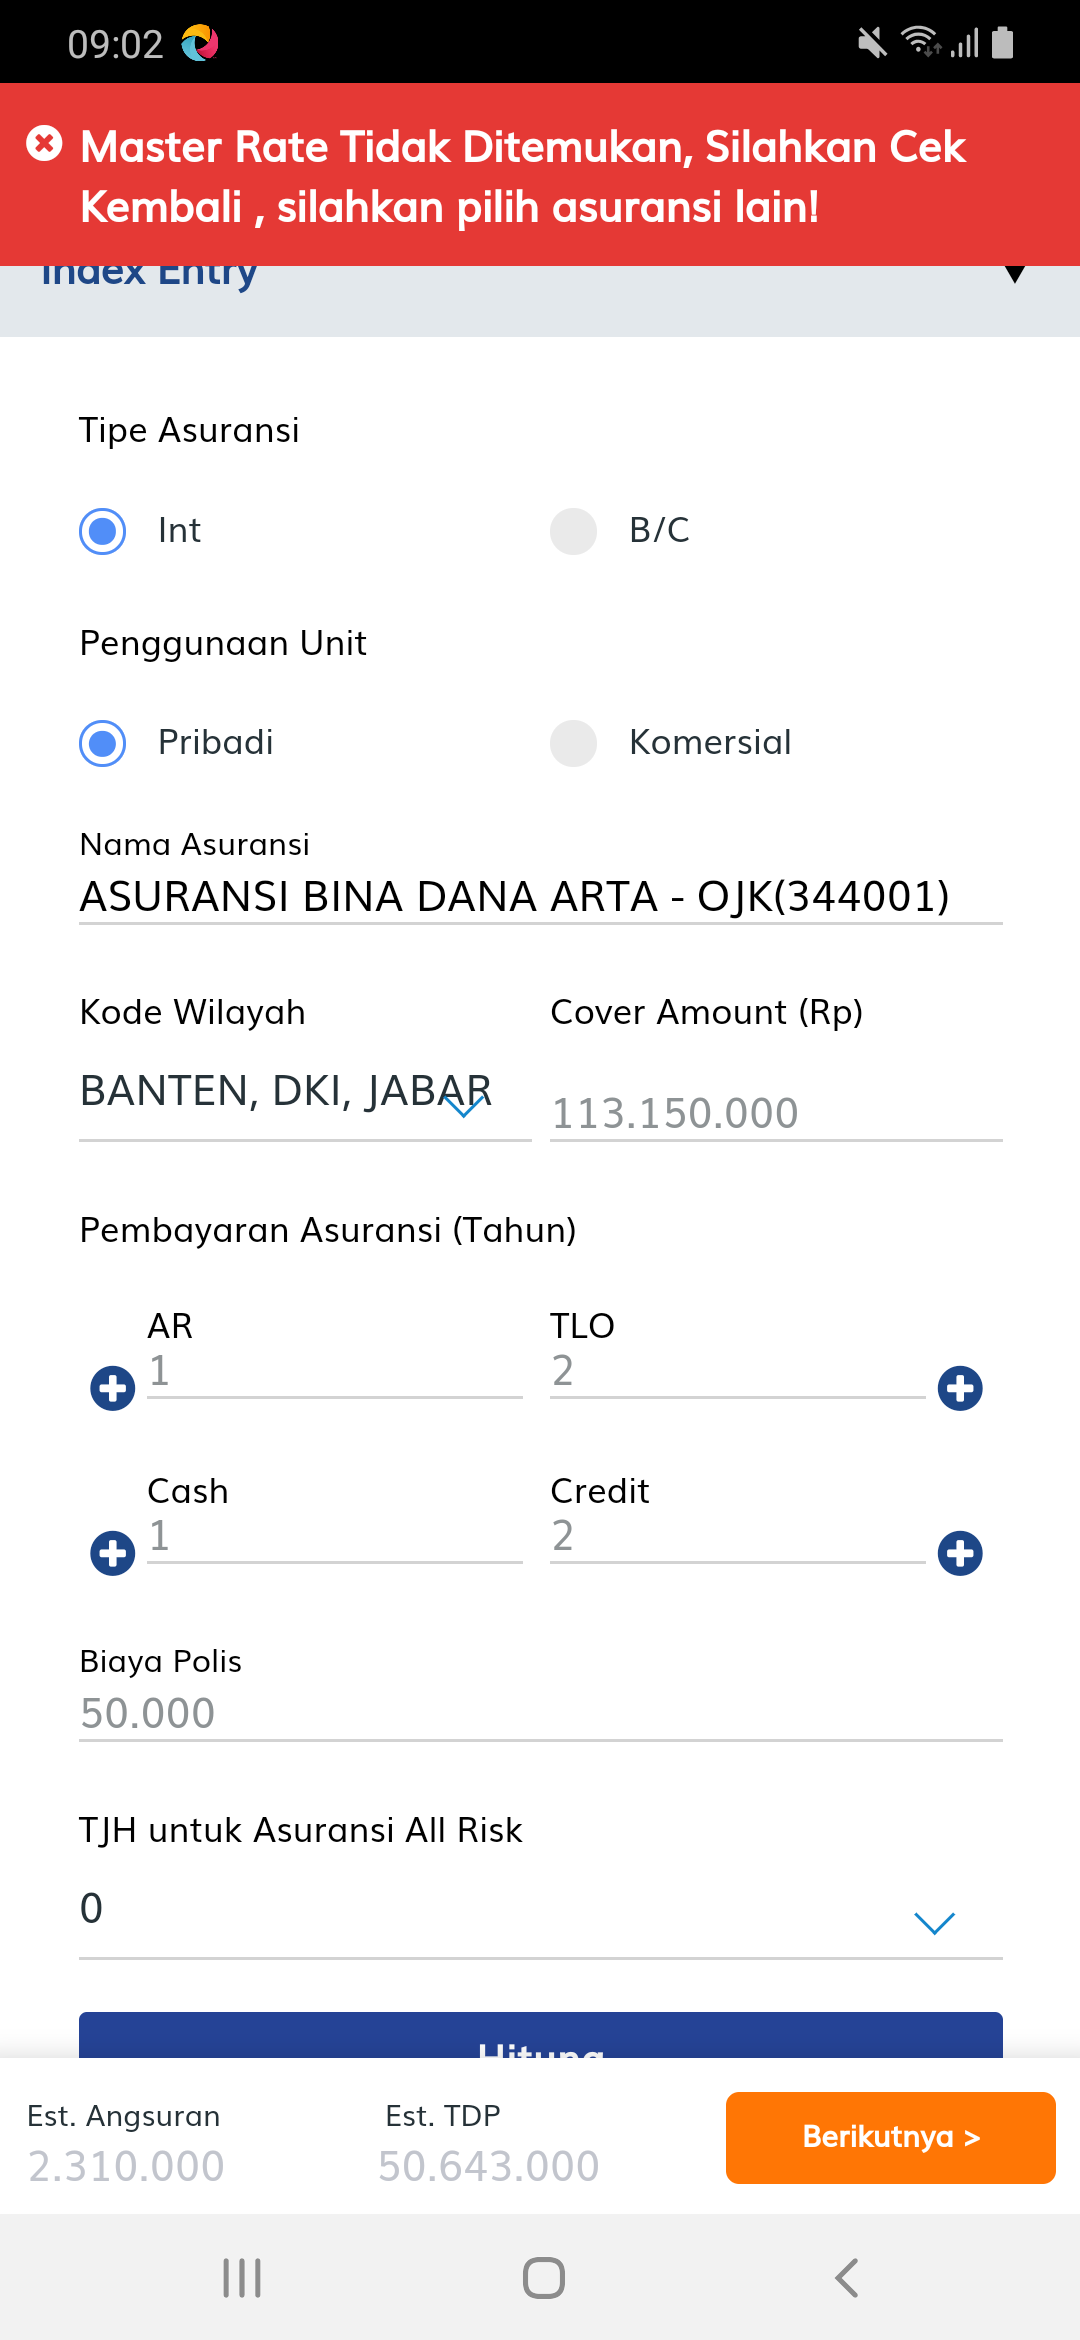 09:02
Master Rate Tidak Ditemukan, Silahkan Cek
Kembali , silahkan pilih asuransi lain!
Index Entry
Tipe Asuransi
Int
B/C
Penggunaan Unit
Pribadi
Komersial
Nama Asuransi
ASURANSI BINA DANA ARTA - OJK(344001)
Kode Wilayah
Cover Amount (Rp)
BANTEN, DKI, JABAR
113.150.000
Pembayaran Asuransi (Tahun)
AR
TLO
1
2
Cash
Credit
1
2
Biaya Polis
50.000
TJH untuk Asuransi All Risk
0
Hitung
Est. Angsuran
Est. TDP
2.310.000
50.643.000
Berikutnya >